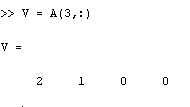 >> V = A(3,:)
V =
2 1 0 0